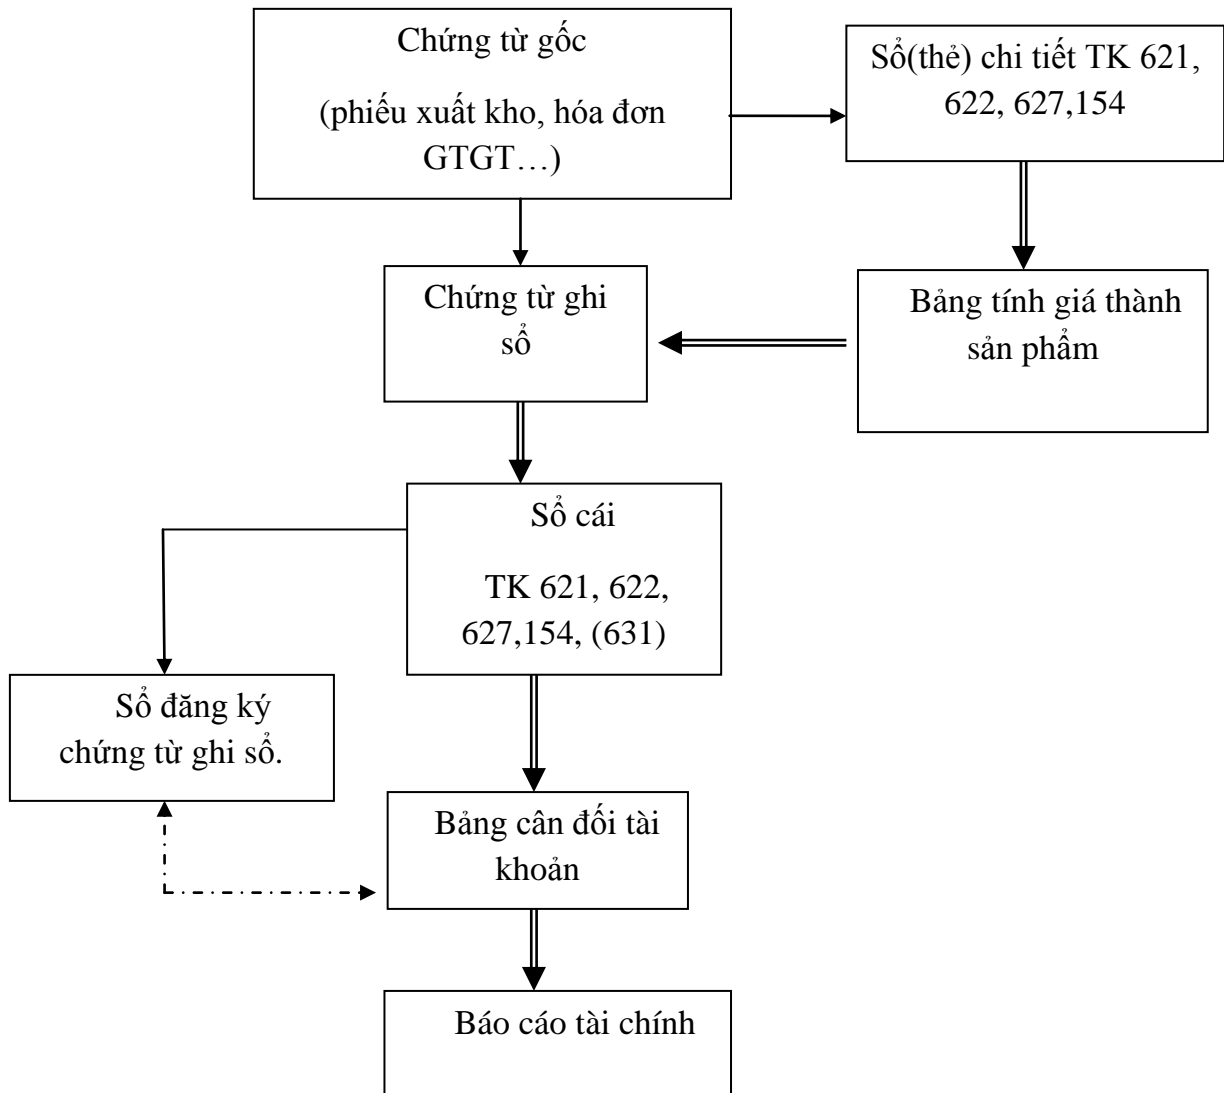 Chứng từ gốc
(phiếu xuất kho, hóa đơn
GTGT…)
Sổ(thẻ) chi tiết TK 621,
622, 627,154
Chứng từ ghi
sổ
Bảng tính giá thành
sản phẩm
Sổ cái
TK 621, 622,
627,154, (631)
Sổ đăng ký
chứng từ ghi sổ.
Bảng cân đối tài
khoản
Báo cáo tài chính